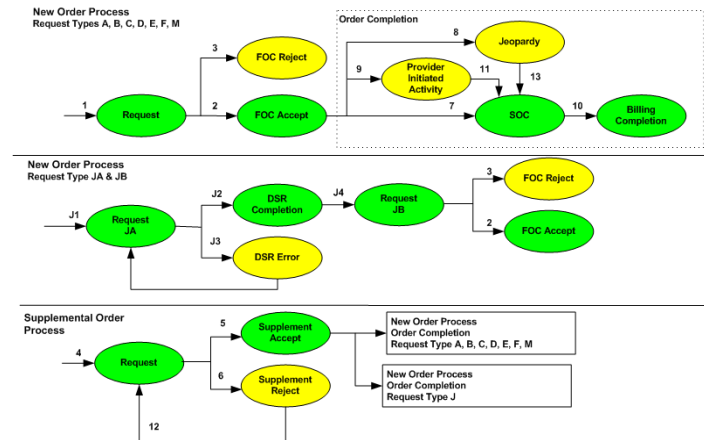 New Order Process
Request Types A, B, C, D, E, F, M
Order Completion
1
Request
3
FOC Reject
2
FOC Accept
8
Jeopardy
9
Provider
Initiated
Activity
11
13
7
SOC
10
Billing
Completion
New Order Process
Request Type JA & JB
J1
Request
JA
J2
DSR
Completion
J3
DSR Error
J4
Request
JB
3
FOC Reject
2
FOC Accept
Supplemental Order
Process
4
Request
5
Supplement
Accept
6
Supplement
Reject
12
New Order Process
Order Completion
Request Type A, B, C, D, E, F, M
New Order Process
Order Completion
Request Type J